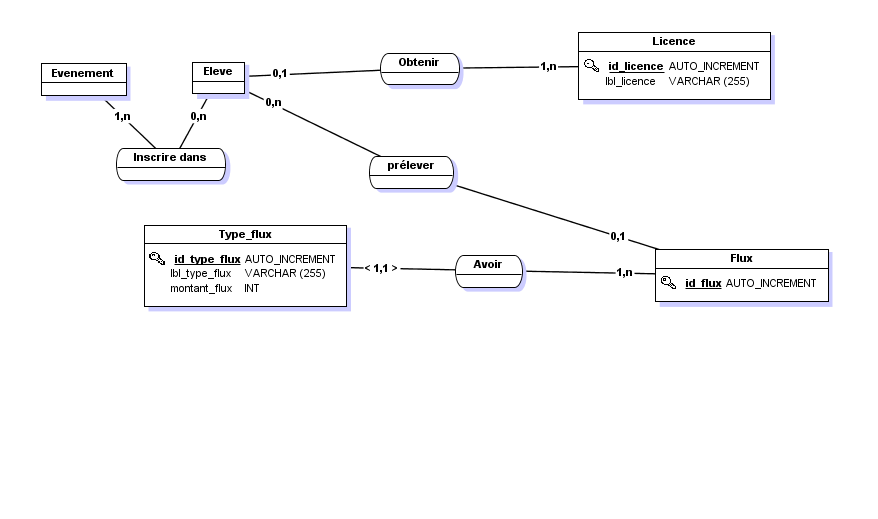 Evenement
Eleve
0,1
Obtenir
1,n
Licence
id_licence AUTO_INCREMENT
lbl_licence VARCHAR (255)
0,n
1,n
0,n
Inscrire dans
prélever
0,1
Type_flux
id_type_flux AUTO_INCREMENT
lbl_type_flux VARCHAR (255)
montant_flux INT
< 1,1 >
Avoir
1,n
Flux
id_flux AUTO_INCREMENT